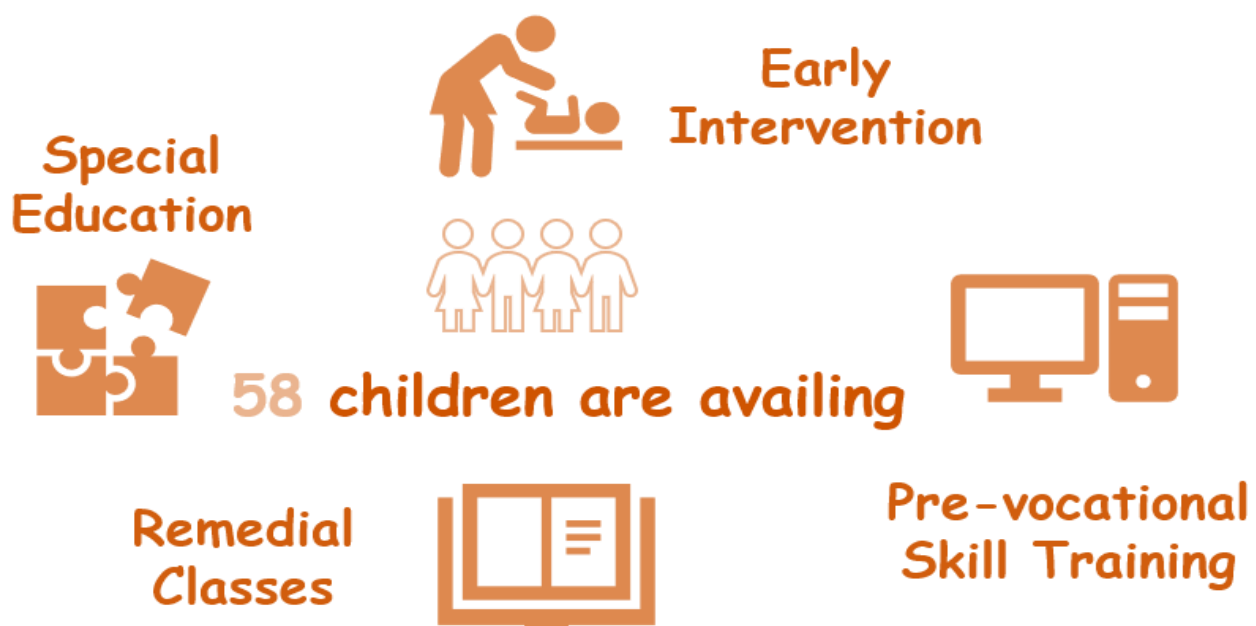 Early
Intervention
Special
Education
58 children are availing
Remedial
Classes
Pre-vocational
Skill Training